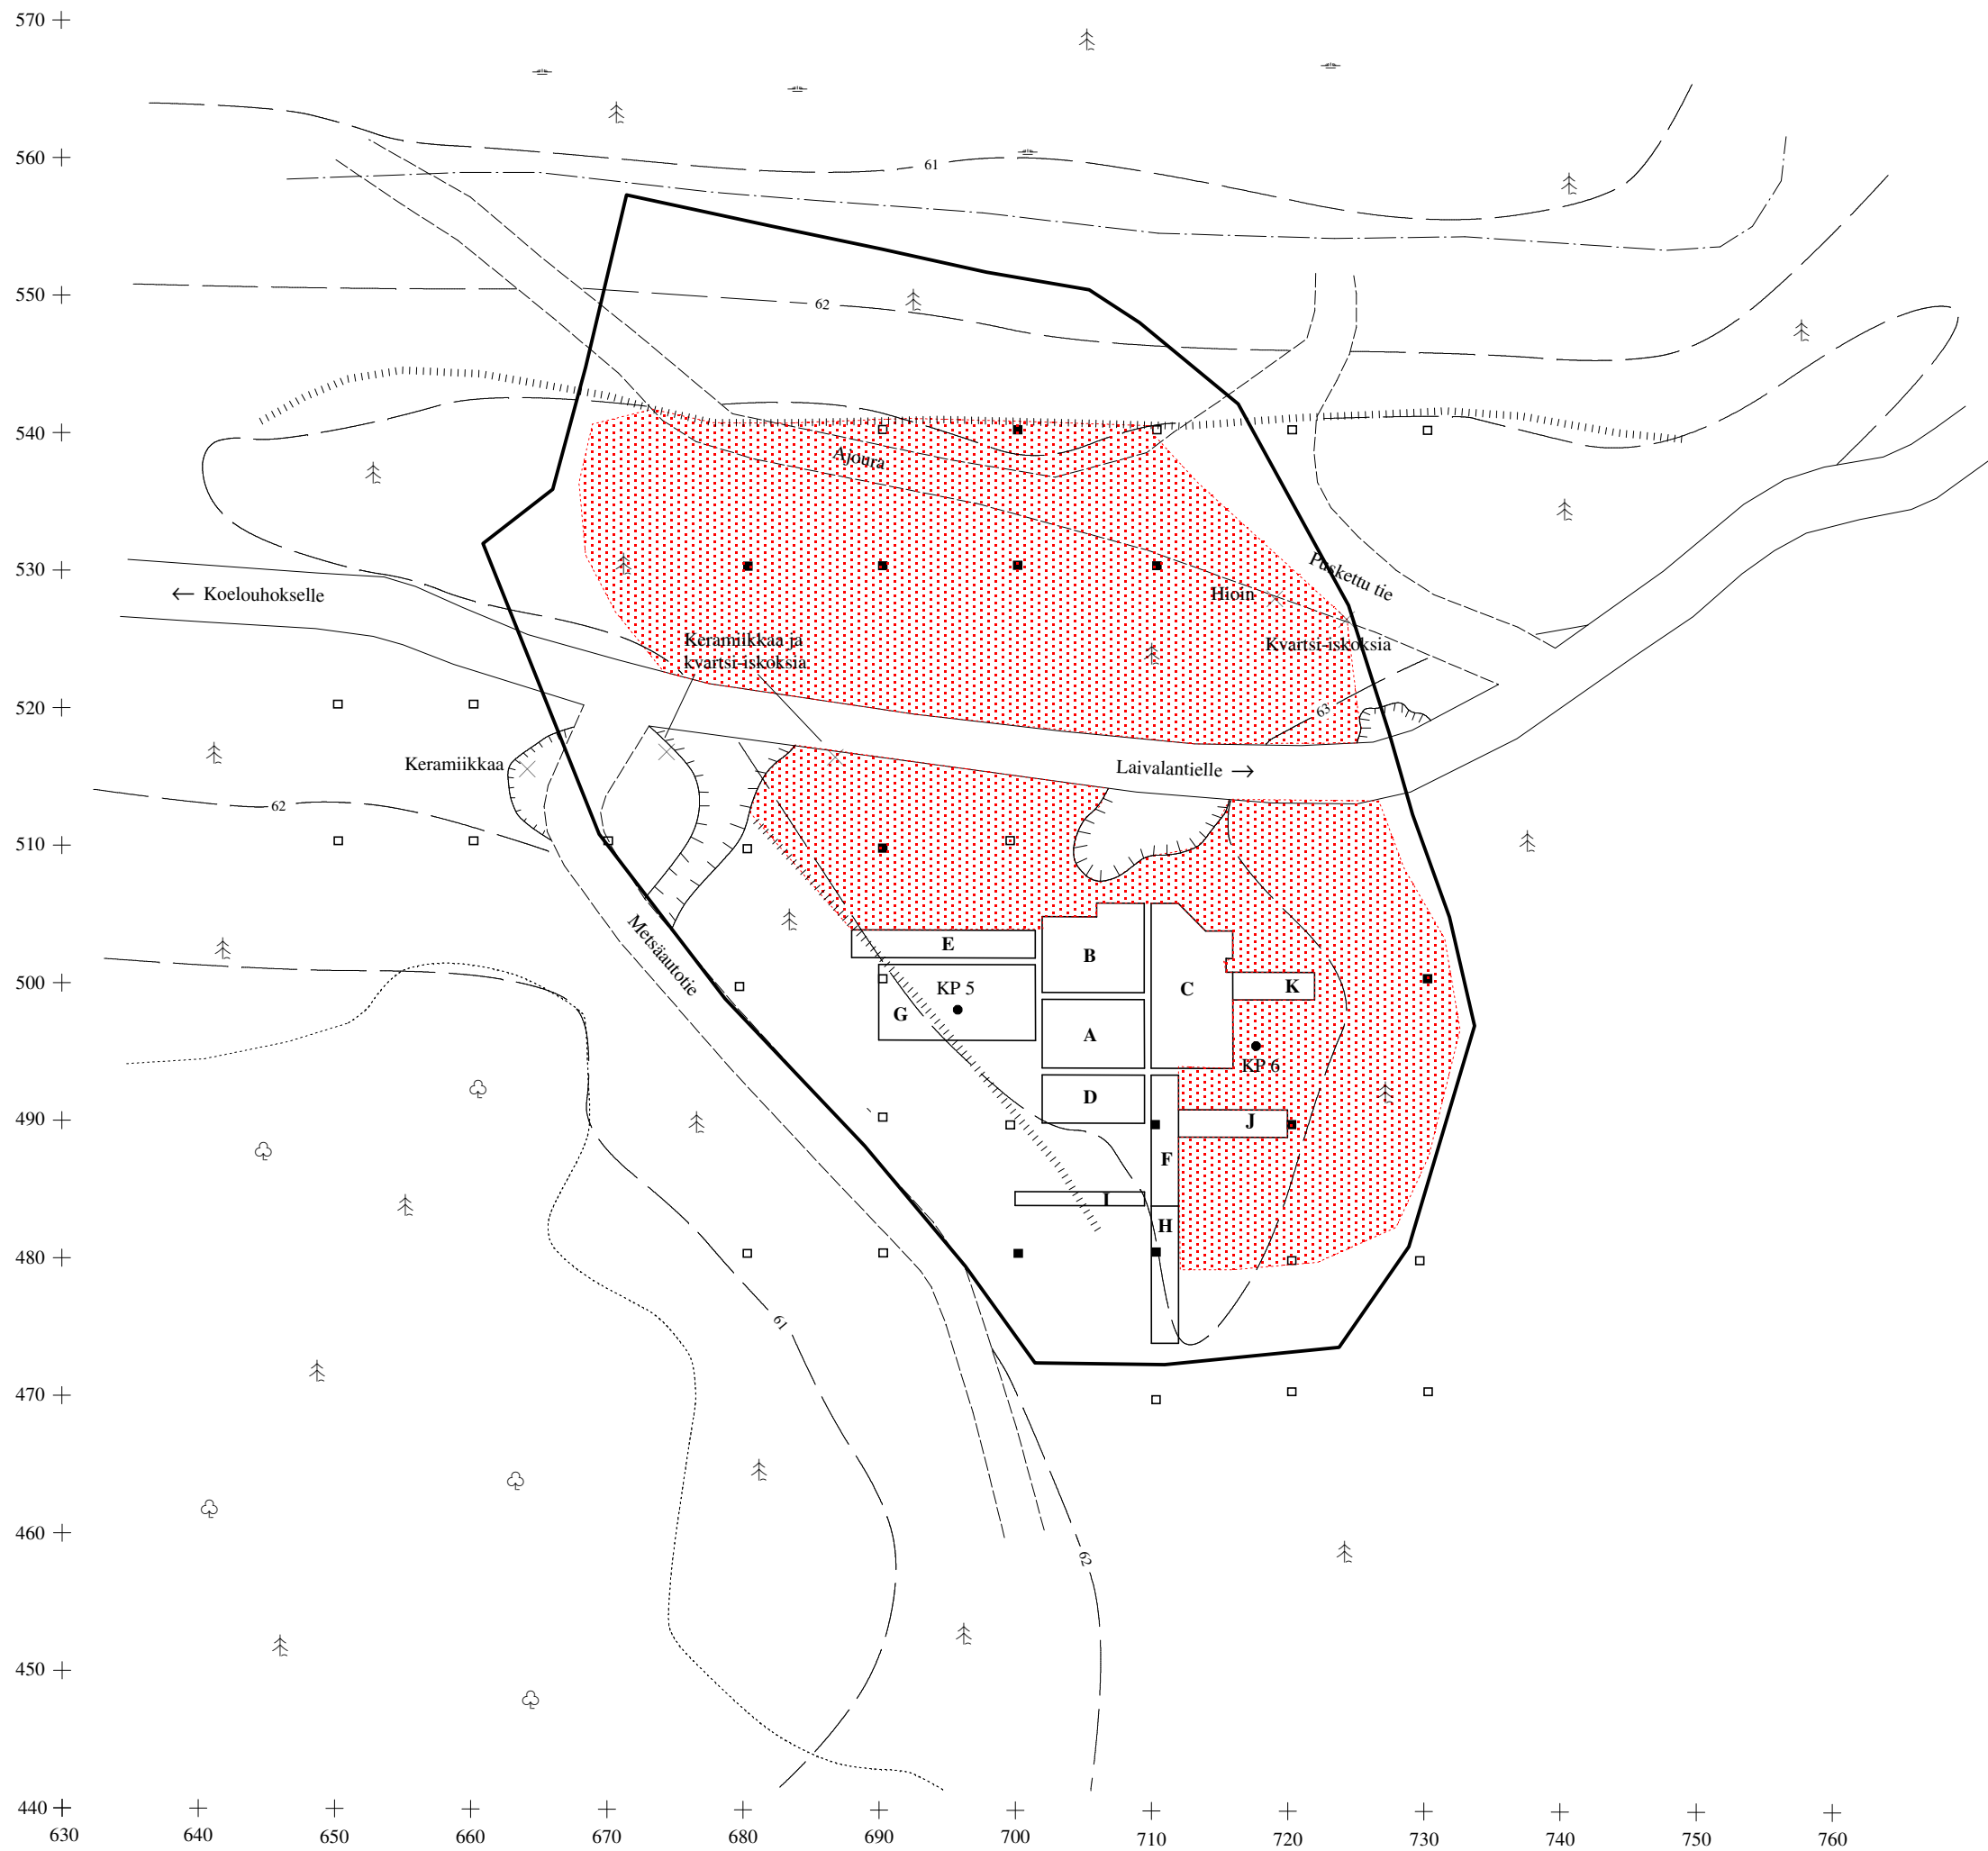 570
560
61
550
62
540
Ajoura
530
Puskettu tie
← Koelouhokselle
Hioin
Keramiikkaa ja
kvartsi-iskoksia
Kvartsi-iskoksia
520
63
Keramiikkaa
Laivalantielle →
62
510
Metsäautotie
E
B
500
KP 5
C
K
G
A
KP 6
D
490
J
F
H
480
61
470
460
62
450
440
630
640
650
660
670
680
690
700
710
720
730
740
750
760